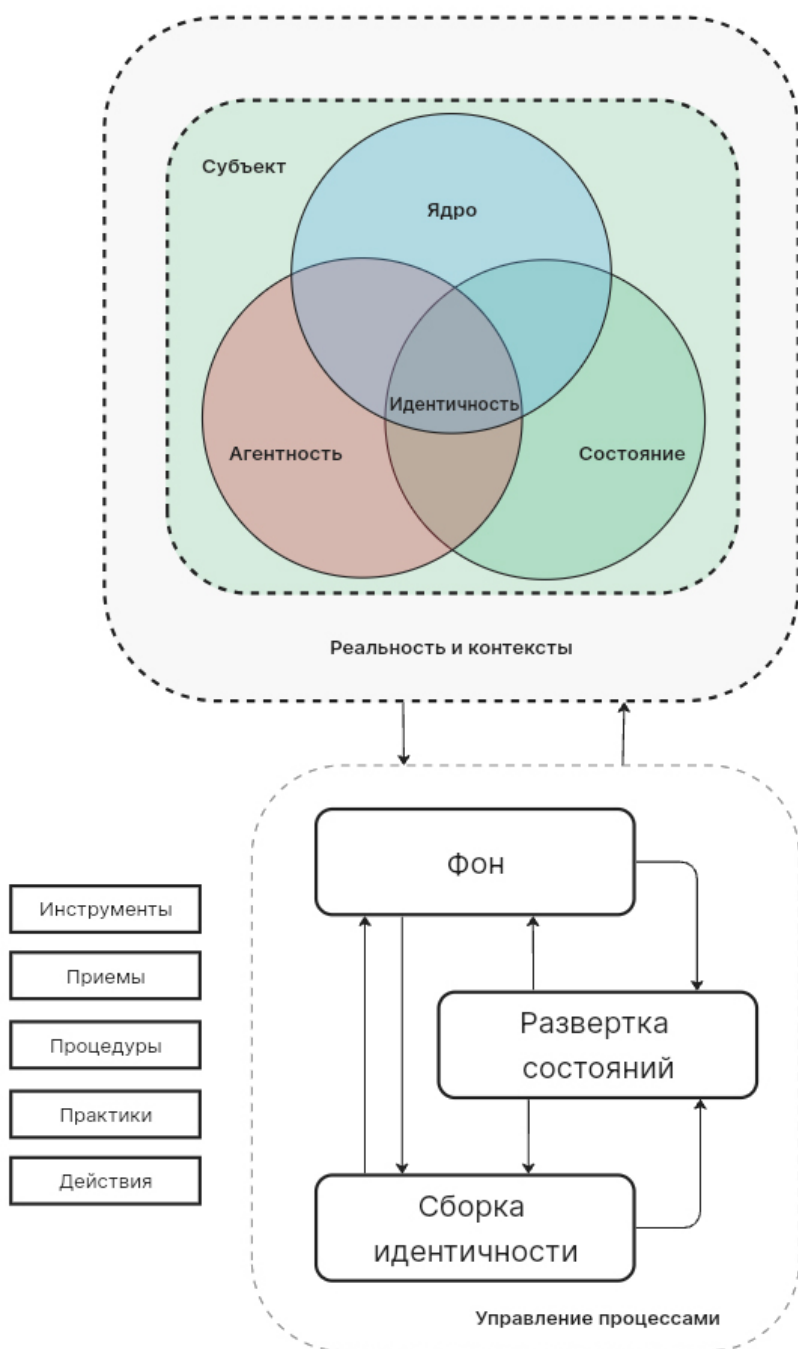 Субъект
Ядро
Идентичность
Агентность
Состояние
Реальность и контексты
Фон
Инструменты
Приемы
Развертка
состояний
Процедуры
Практики
Действия
Сборка
идентичности
Управление процессами